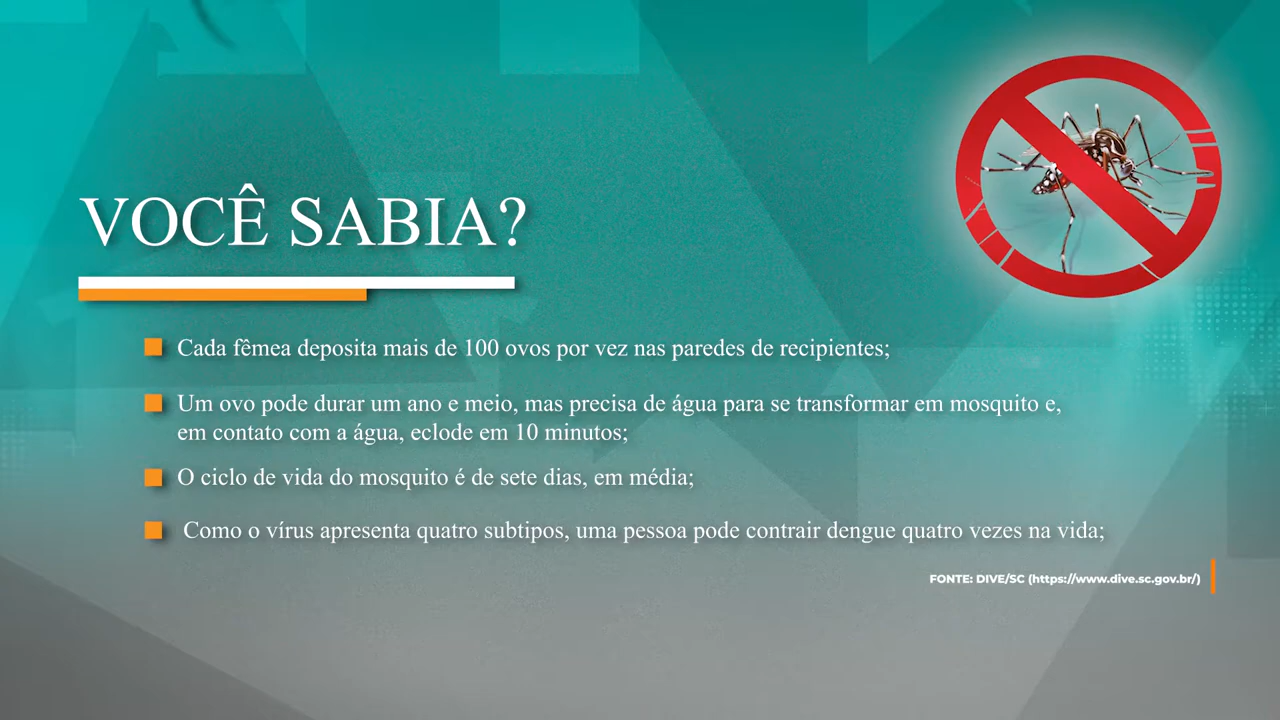 VOCÊ SABIA?
Cada fêmea deposita mais de 100 ovos por vez nas paredes de recipientes;
Um ovo pode durar um ano e meio, mas precisa de água para se transformar em mosquito e,
em contato com a água, eclode em 10 minutos;
O ciclo de vida do mosquito é de sete dias, em média;
Como o vírus apresenta quatro subtipos, uma pessoa pode contrair dengue quatro vezes na vida;
FONTE: DIVE/SC (https://www.dive.sc.gov.br/)